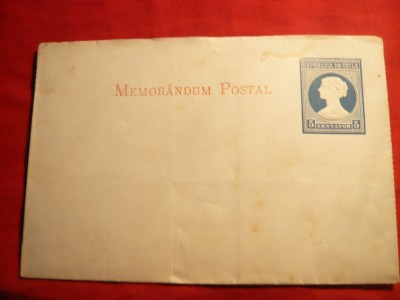 REPUBLICA DE CHILE
MEMORÁNDUM POSTAL
5 CENTAVOS 5